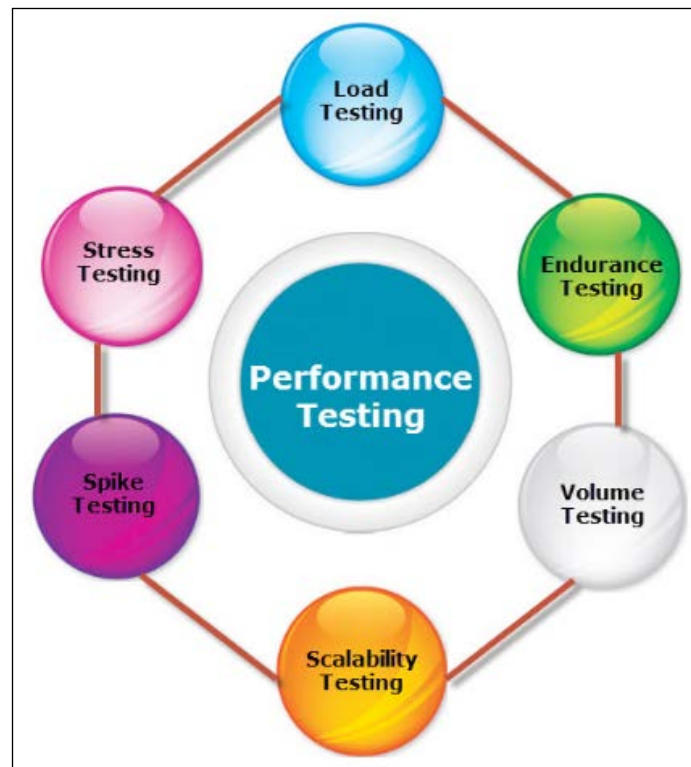 Load
Testing
Stress
Testing
Endurance
Testing
Performance
Testing
Spike
Testing
Volume
Testing
Scalability
Testing